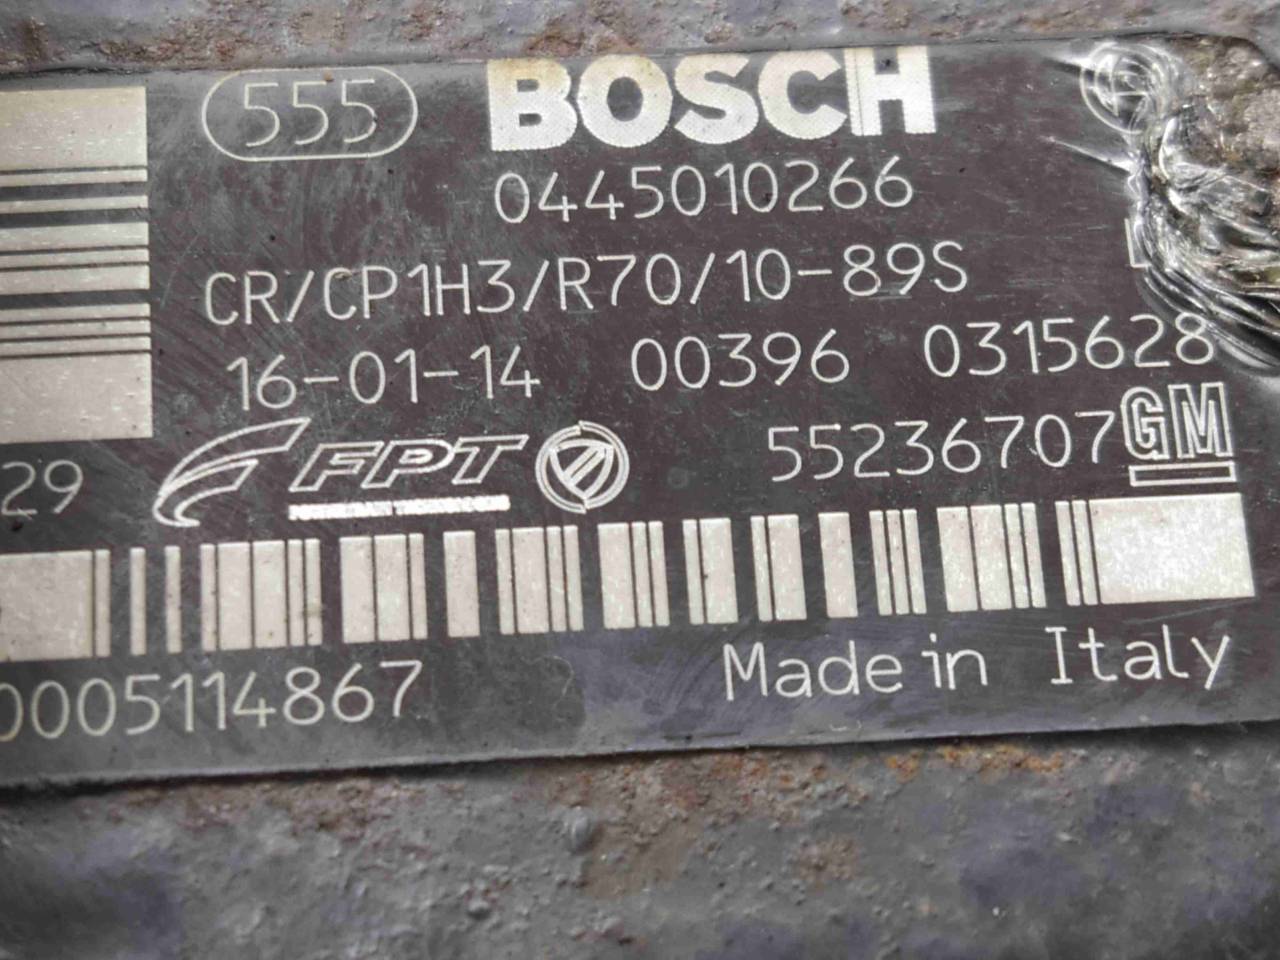 555 BOSCH
0445010266
CR/CP1H3/R70/10-89S
16-01-14 00396 0315628
29 FPT 55236707 GM
0005114867 Made in Italy